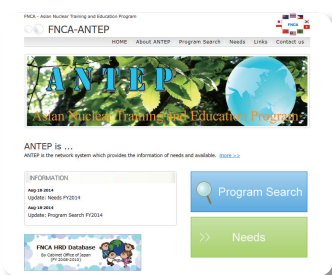 FNCA - Asian Nuclear Training and Education Program
FNCA-ANTEP
FNCA
HOME About ANTEP Program Search Needs Links Contact us
ANTEP
Asian Nuclear Training and Education Program
ANTEP is ...
ANTEP is the network system which provides the information of needs and available. more >>
INFORMATION
Aug-18-2014
Update: Needs FY2014
Aug-18-2014
Update: Program Search FY2014
Program Search
>> Needs
FNCA HRD Database
By Cabinet Office of Japan
(FY 2006-2010)